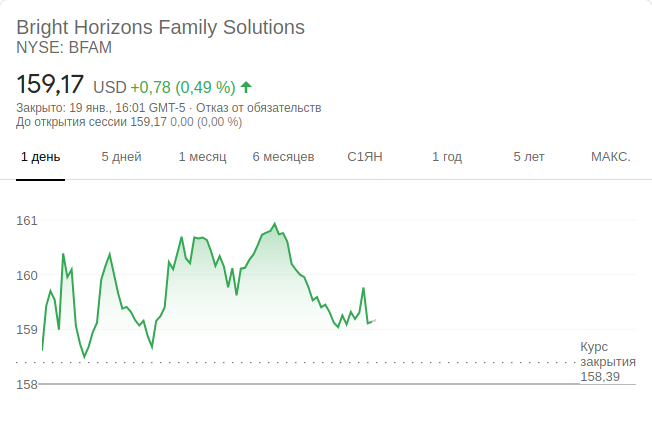 Bright Horizons Family Solutions
NYSE: BFAM
159,17 USD +0,78 (0,49 %)
Закрыто: 19 янв., 16:01 GMT-5 · Отказ от обязательств
До открытия сессии 159,17 0,00 (0,00 %)
1 день 5 дней 1 месяц 6 месяцев С1ЯН 1 год 5 лет МАКС.
161
160
159
Курс
закрытия
158,39
158